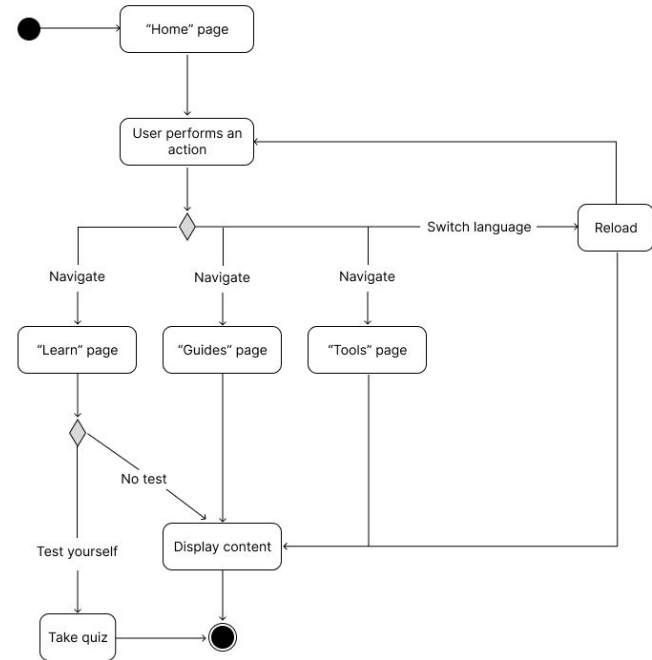 “Home” page
User performs an
action
Switch language
Reload
Navigate
Navigate
Navigate
“Learn” page
“Guides” page
“Tools” page
No test
Test yourself
Display content
Take quiz